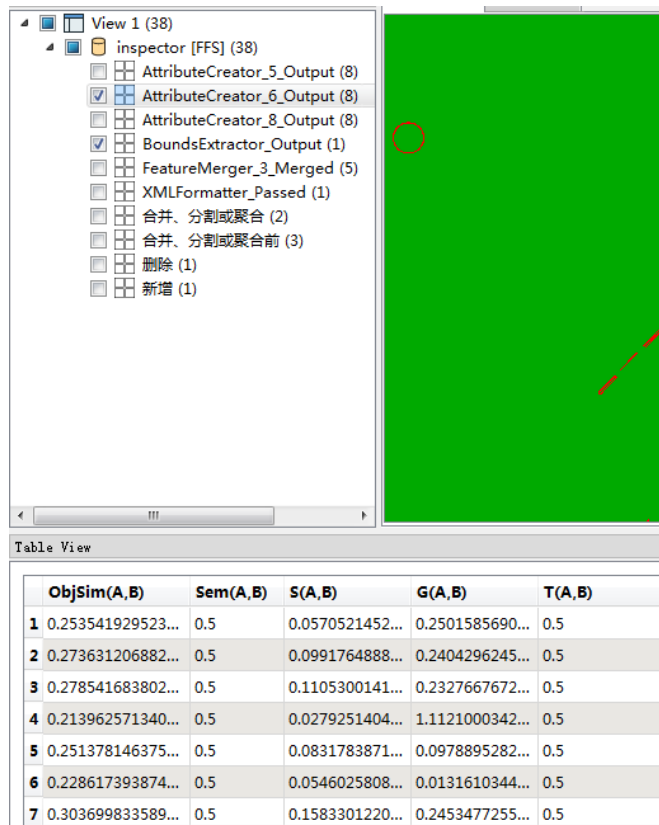 View 1 (38)
inspector [FFS] (38)
AttributeCreator_5_Output (8)
AttributeCreator_6_Output (8)
AttributeCreator_8_Output (8)
BoundsExtractor_Output (1)
FeatureMerger_3_Merged (5)
XMLFormatter_Passed (1)
合并、分割或聚合 (2)
合并、分割或聚合前 (3)
删除 (1)
新增 (1)
Table View
ObjSim(A,B) Sem(A,B) S(A,B) G(A,B) T(A,B)
1 0.253541929523... 0.5 0.0570521452... 0.2501585690... 0.5
2 0.273631206882... 0.5 0.0991764888... 0.2404296245... 0.5
3 0.278541683802... 0.5 0.1105300141... 0.2327667672... 0.5
4 0.213962571340... 0.5 0.0279251404... 1.1121000342... 0.5
5 0.251378146375... 0.5 0.0831783871... 0.0978895282... 0.5
6 0.228617393874... 0.5 0.0546025808... 0.0131610344... 0.5
7 0.303699833589... 0.5 0.1583301220... 0.2453477255... 0.5